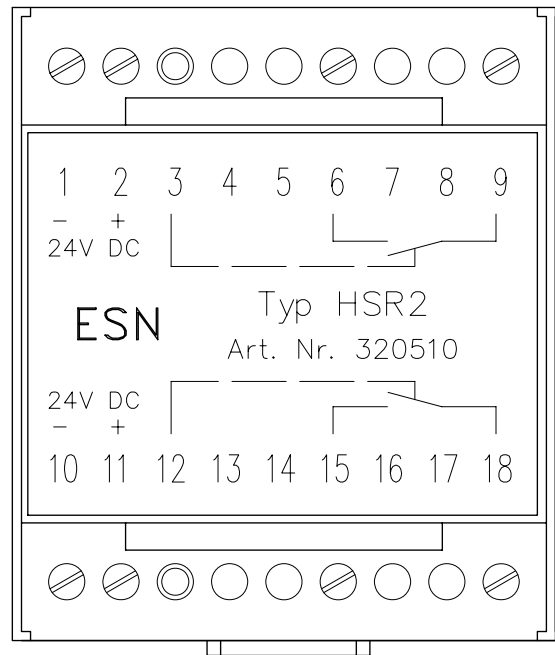 1 2 3 4 5 6 7 8 9
- +
24V DC
Typ HSR2
ESN
Art. Nr. 320510
24V DC
- +
10 11 12 13 14 15 16 17 18